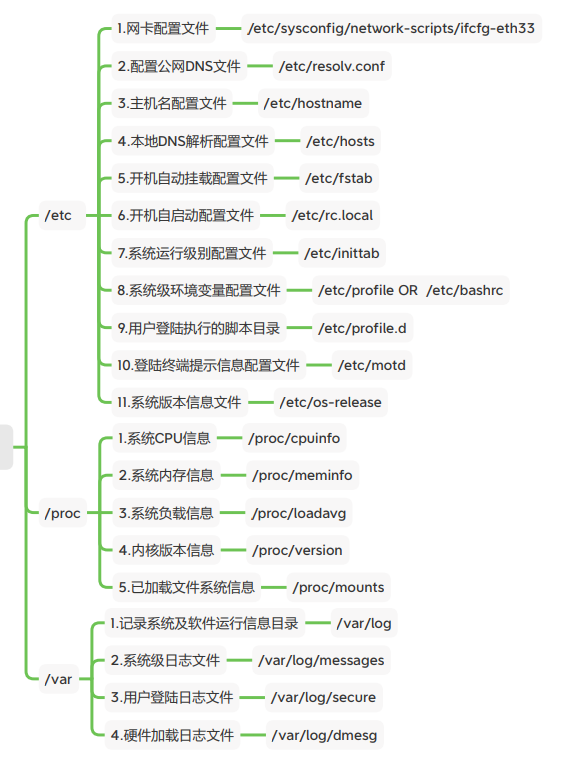 /etc
1.网卡配置文件 /etc/sysconfig/network-scripts/ifcfg-eth33
2.配置公网DNS文件 /etc/resolv.conf
3.主机名配置文件 /etc/hostname
4.本地DNS解析配置文件 /etc/hosts
5.开机自动挂载配置文件 /etc/fstab
6.开机自启动配置文件 /etc/rc.local
7.系统运行级别配置文件 /etc/inittab
8.系统级环境变量配置文件 /etc/profile OR /etc/bashrc
9.用户登陆执行的脚本目录 /etc/profile.d
10.登陆终端提示信息配置文件 /etc/motd
11.系统版本信息文件 /etc/os-release
/proc
1.系统CPU信息 /proc/cpuinfo
2.系统内存信息 /proc/meminfo
3.系统负载信息 /proc/loadavg
4.内核版本信息 /proc/version
5.已加载文件系统信息 /proc/mounts
/var
1.记录系统及软件运行信息目录 /var/log
2.系统级日志文件 /var/log/messages
3.用户登陆日志文件 /var/log/secure
4.硬件加载日志文件 /var/log/dmesg